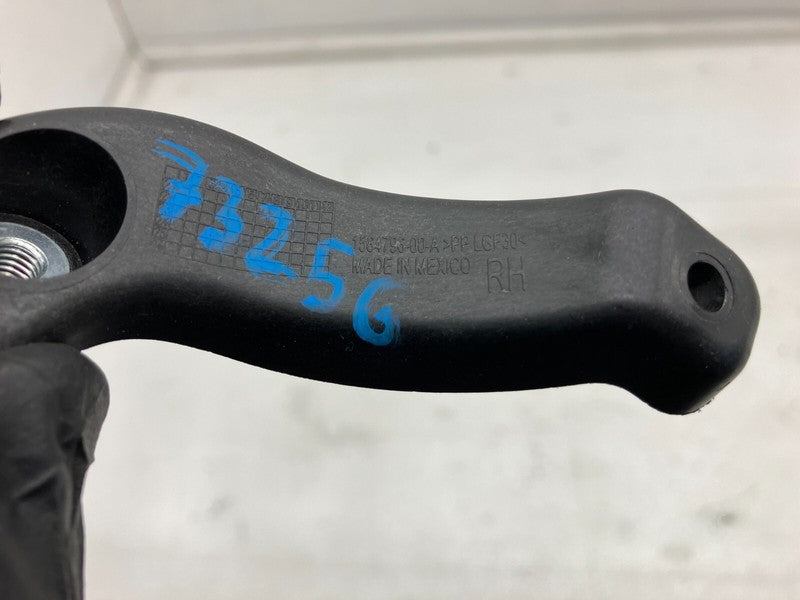 73256
1564753-00-A >PP LGF30<
MADE IN MEXICO
RH